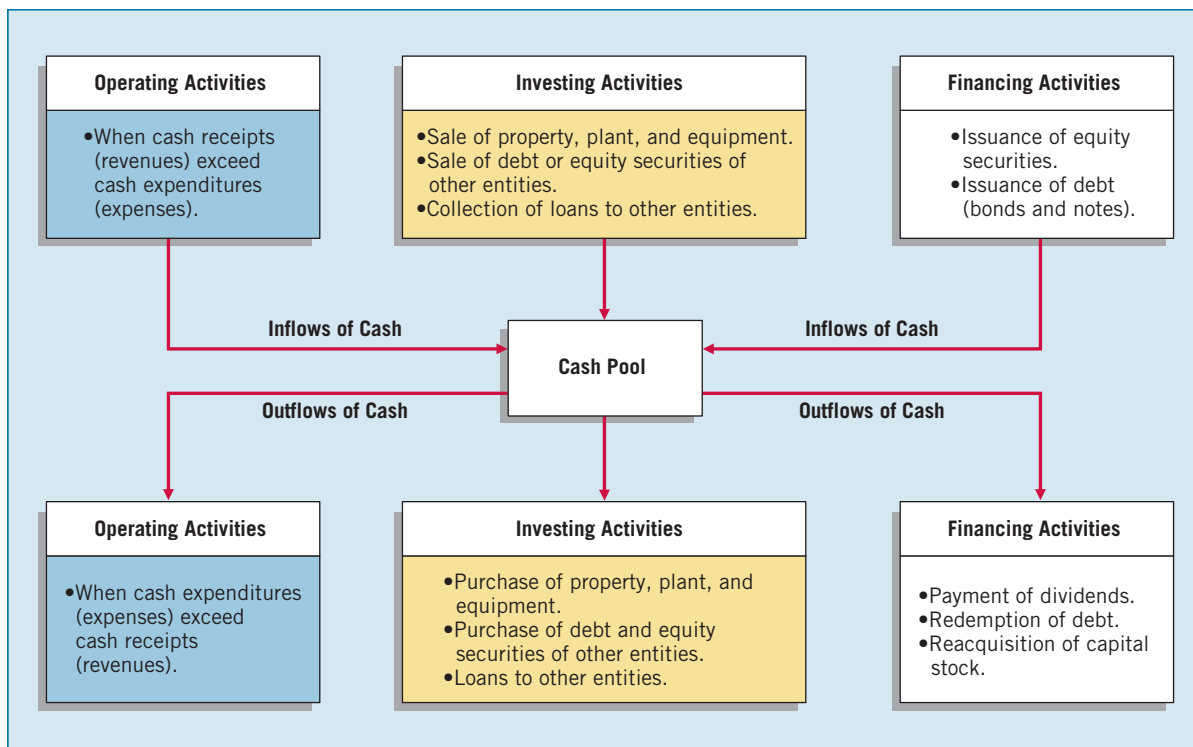 Operating Activities
•When cash receipts
(revenues) exceed
cash expenditures
(expenses).
Investing Activities
•Sale of property, plant, and equipment.
•Sale of debt or equity securities of
other entities.
•Collection of loans to other entities.
Financing Activities
•Issuance of equity
securities.
•Issuance of debt
(bonds and notes).
Inflows of Cash
Inflows of Cash
Cash Pool
Outflows of Cash
Outflows of Cash
Operating Activities
•When cash expenditures
(expenses) exceed
cash receipts
(revenues).
Investing Activities
•Purchase of property, plant, and
equipment.
•Purchase of debt and equity
securities of other entities.
•Loans to other entities.
Financing Activities
•Payment of dividends.
•Redemption of debt.
•Reacquisition of capital
stock.